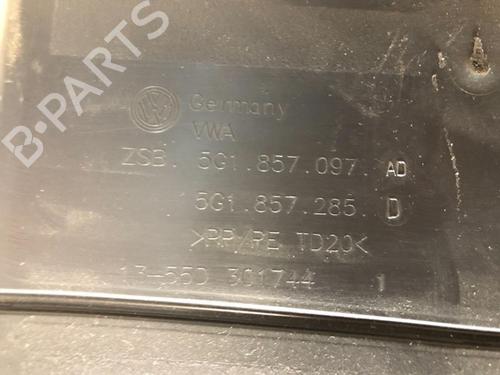 B-PARTS
Germany
VWA
ZSB. 5G1.857.097. AD
5G1.857.285. D
>PP/PE TD20<
13-55D 301744 1